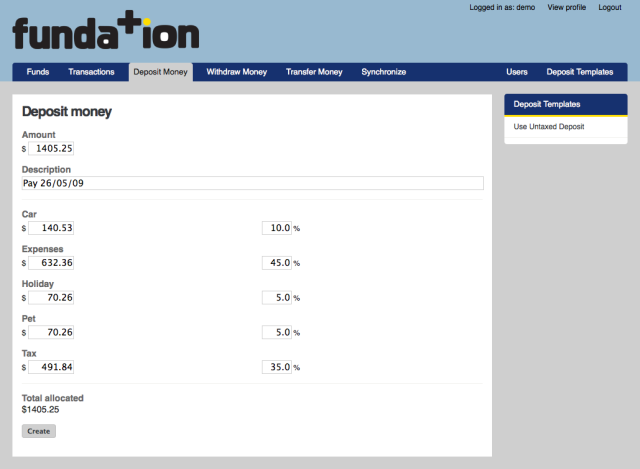 Logged in as: demo View profile Logout
fundation
Funds Transactions Deposit Money Withdraw Money Transfer Money Synchronize Users Deposit Templates
Deposit money
Amount
$ 1405.25
Description
Pay 26/05/09
Car
$ 140.53 10.0 %
Expenses
$ 632.36 45.0 %
Holiday
$ 70.26 5.0 %
Pet
$ 70.26 5.0 %
Tax
$ 491.84 35.0 %
Total allocated
$1405.25
Create
Deposit Templates
Use Untaxed Deposit